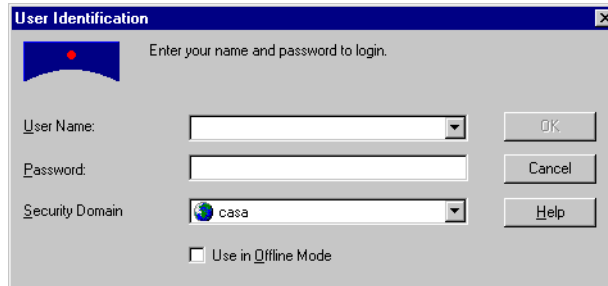 User Identification
Enter your name and password to login.
User Name:
OK
Password:
Cancel
Security Domain
casa
Help
Use in Offline Mode